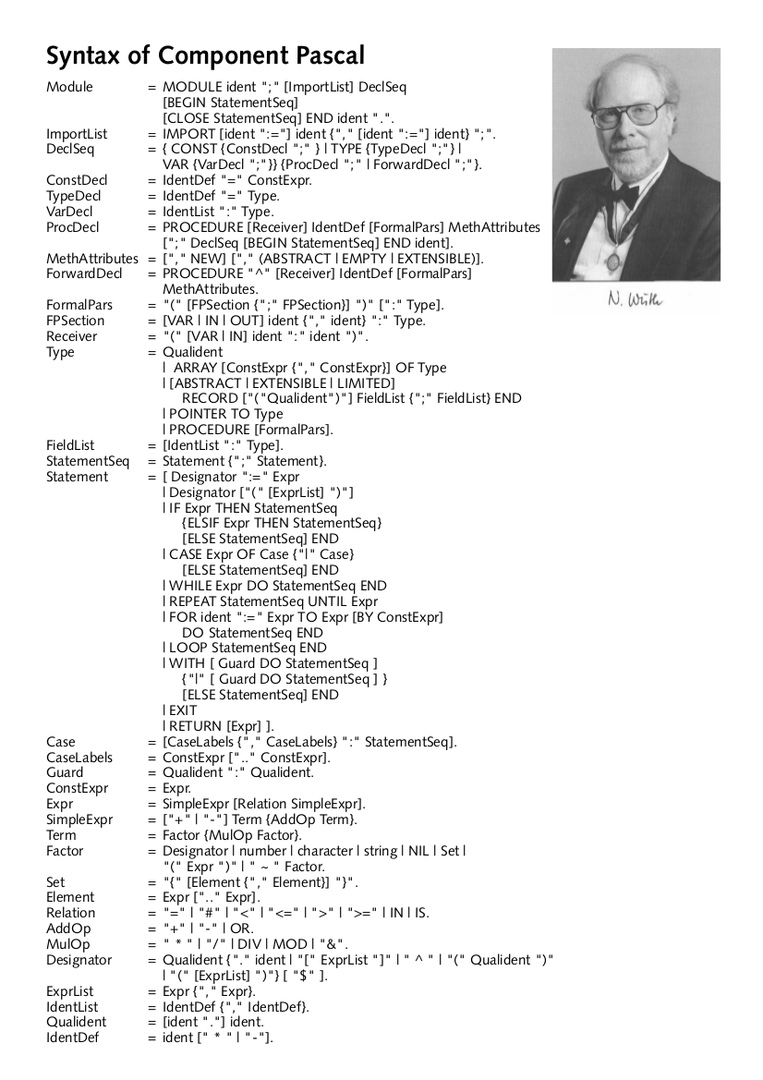 Syntax of Component Pascal
Module = MODULE ident ";" [ImportList] DeclSeq
[BEGIN StatementSeq]
[CLOSE StatementSeq] END ident ".".
ImportList = IMPORT [ident ":="] ident {"," [ident ":="] ident} ";".
DeclSeq = { CONST {ConstDecl ";" } | TYPE {TypeDecl ";"} |
VAR {VarDecl ";"}} {ProcDecl ";" | ForwardDecl ";"}.
ConstDecl = IdentDef "=" ConstExpr.
TypeDecl = IdentDef "=" Type.
VarDecl = IdentList ":" Type.
ProcDecl = PROCEDURE [Receiver] IdentDef [FormalPars] MethAttributes
[";" DeclSeq [BEGIN StatementSeq] END ident].
MethAttributes = ["," NEW] ["," (ABSTRACT | EMPTY | EXTENSIBLE)].
ForwardDecl = PROCEDURE "^" [Receiver] IdentDef [FormalPars]
MethAttributes.
FormalPars = "(" [FPSection {";" FPSection}] ")" [":" Type].
FPSection = [VAR | IN | OUT] ident {"," ident} ":" Type.
Receiver = "(" [VAR | IN] ident ":" ident ")".
Type = Qualident
| ARRAY [ConstExpr {"," ConstExpr}] OF Type
| [ABSTRACT | EXTENSIBLE | LIMITED]
RECORD ["("Qualident")"] FieldList {";" FieldList} END
| POINTER TO Type
| PROCEDURE [FormalPars].
FieldList = [IdentList ":" Type].
StatementSeq = Statement {";" Statement}.
Statement = [ Designator ":=" Expr
| Designator ["(" [ExprList] ")"]
| IF Expr THEN StatementSeq
{ELSIF Expr THEN StatementSeq}
[ELSE StatementSeq] END
| CASE Expr OF Case {"|" Case}
[ELSE StatementSeq] END
| WHILE Expr DO StatementSeq END
| REPEAT StatementSeq UNTIL Expr
| FOR ident ":=" Expr TO Expr [BY ConstExpr]
DO StatementSeq END
| LOOP StatementSeq END
| WITH [ Guard DO StatementSeq ]
{"|" [ Guard DO StatementSeq ] }
[ELSE StatementSeq] END
| EXIT
| RETURN [Expr] ].
Case = [CaseLabels {"," CaseLabels} ":" StatementSeq].
CaseLabels = ConstExpr [".." ConstExpr].
Guard = Qualident ":" Qualident.
ConstExpr = Expr.
Expr = SimpleExpr [Relation SimpleExpr].
SimpleExpr = ["+" | "-"] Term {AddOp Term}.
Term = Factor {MulOp Factor}.
Factor = Designator | number | character | string | NIL | Set |
"(" Expr ")" | " ~ " Factor.
Set = "{" [Element {"," Element}] "}".
Element = Expr [".." Expr].
Relation = "=" | "#" | "<" | "<=" | ">" | ">=" | IN | IS.
AddOp = "+" | "-" | OR.
MulOp = " * " | "/" | DIV | MOD | "&".
Designator = Qualident {"." ident | "[" ExprList "]" | " ^ " | "(" Qualident ")"
| "(" [ExprList] ")"} [ "$" ].
ExprList = Expr {"," Expr}.
IdentList = IdentDef {"," IdentDef}.
Qualident = [ident "."] ident.
IdentDef = ident [" * " | "-"].
N. Wirth